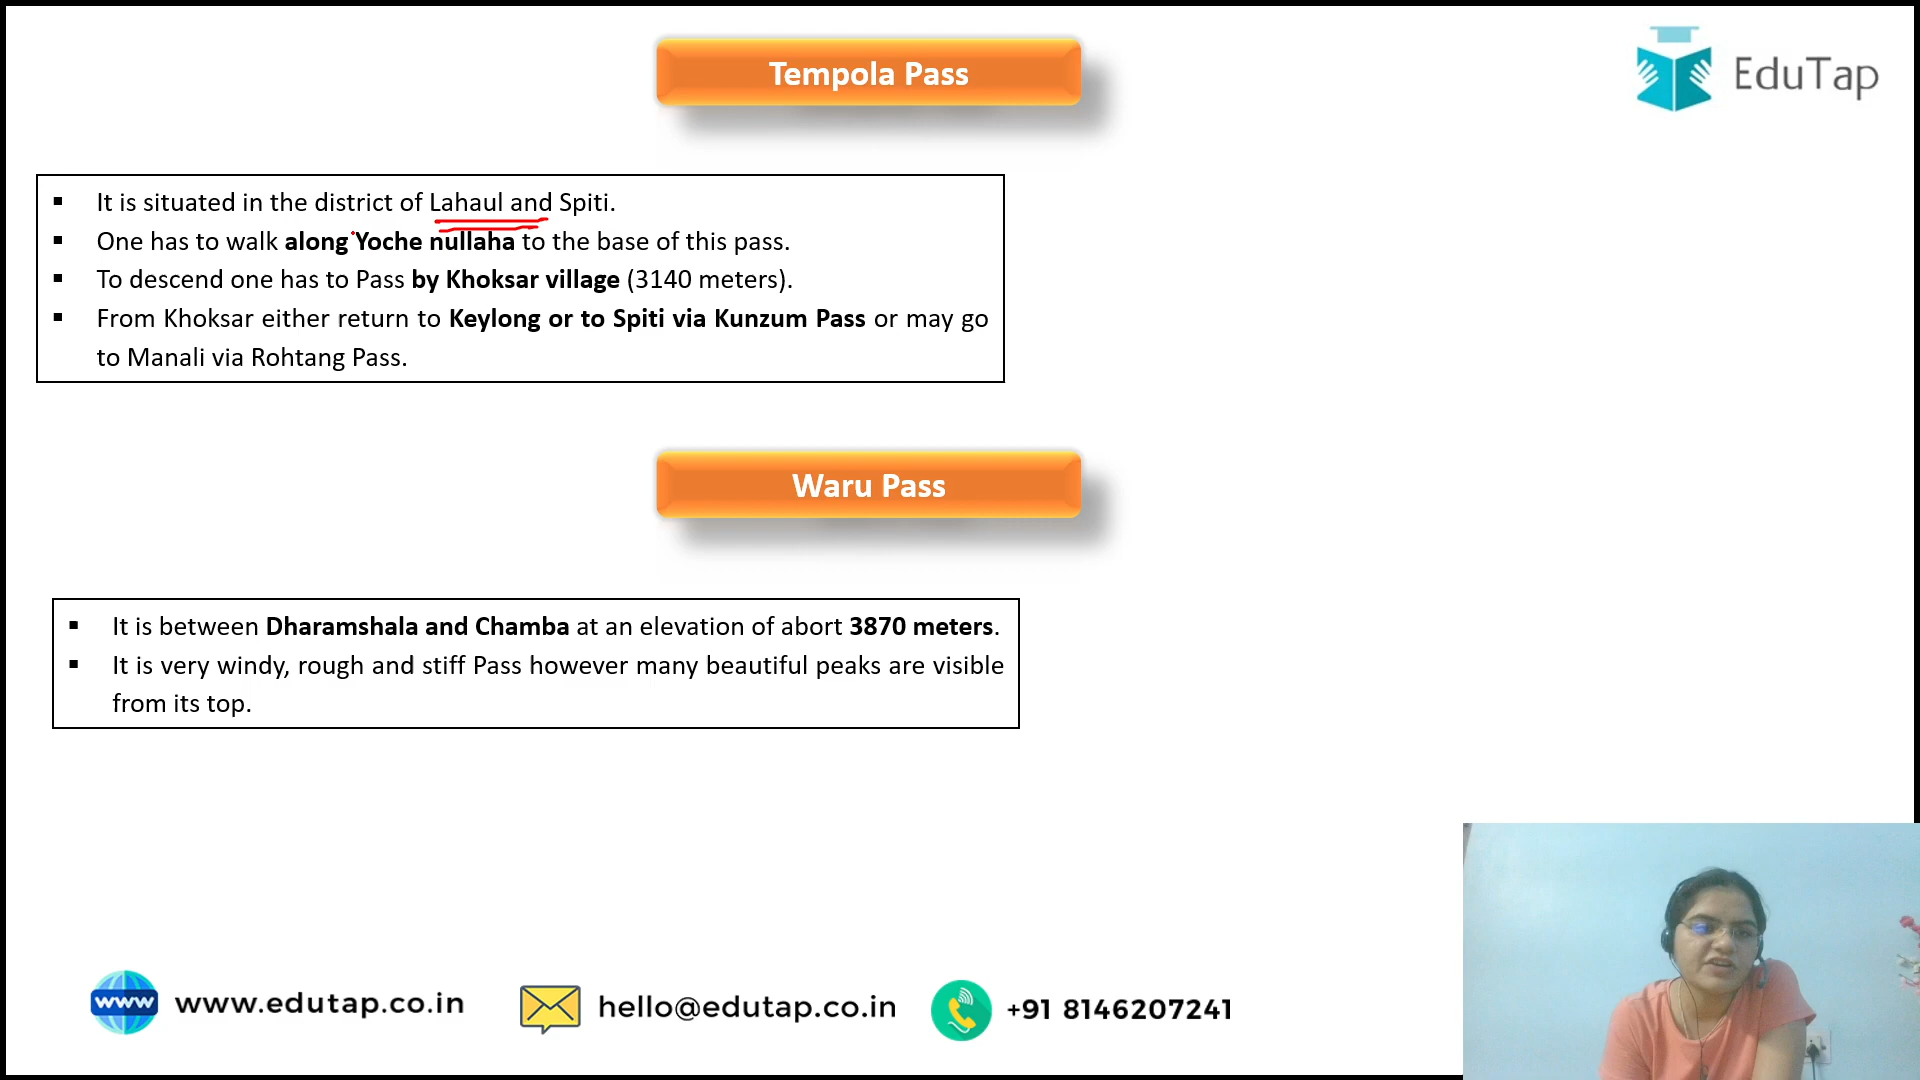 Tempola Pass
EduTap
▪ It is situated in the district of Lahaul and Spiti.
▪ One has to walk along Yoche nullaha to the base of this pass.
▪ To descend one has to Pass by Khoksar village (3140 meters).
▪ From Khoksar either return to Keylong or to Spiti via Kunzum Pass or may go
to Manali via Rohtang Pass.
Waru Pass
▪ It is between Dharamshala and Chamba at an elevation of abort 3870 meters.
▪ It is very windy, rough and stiff Pass however many beautiful peaks are visible
from its top.
www www.edutap.co.in hello@edutap.co.in +91 8146207241